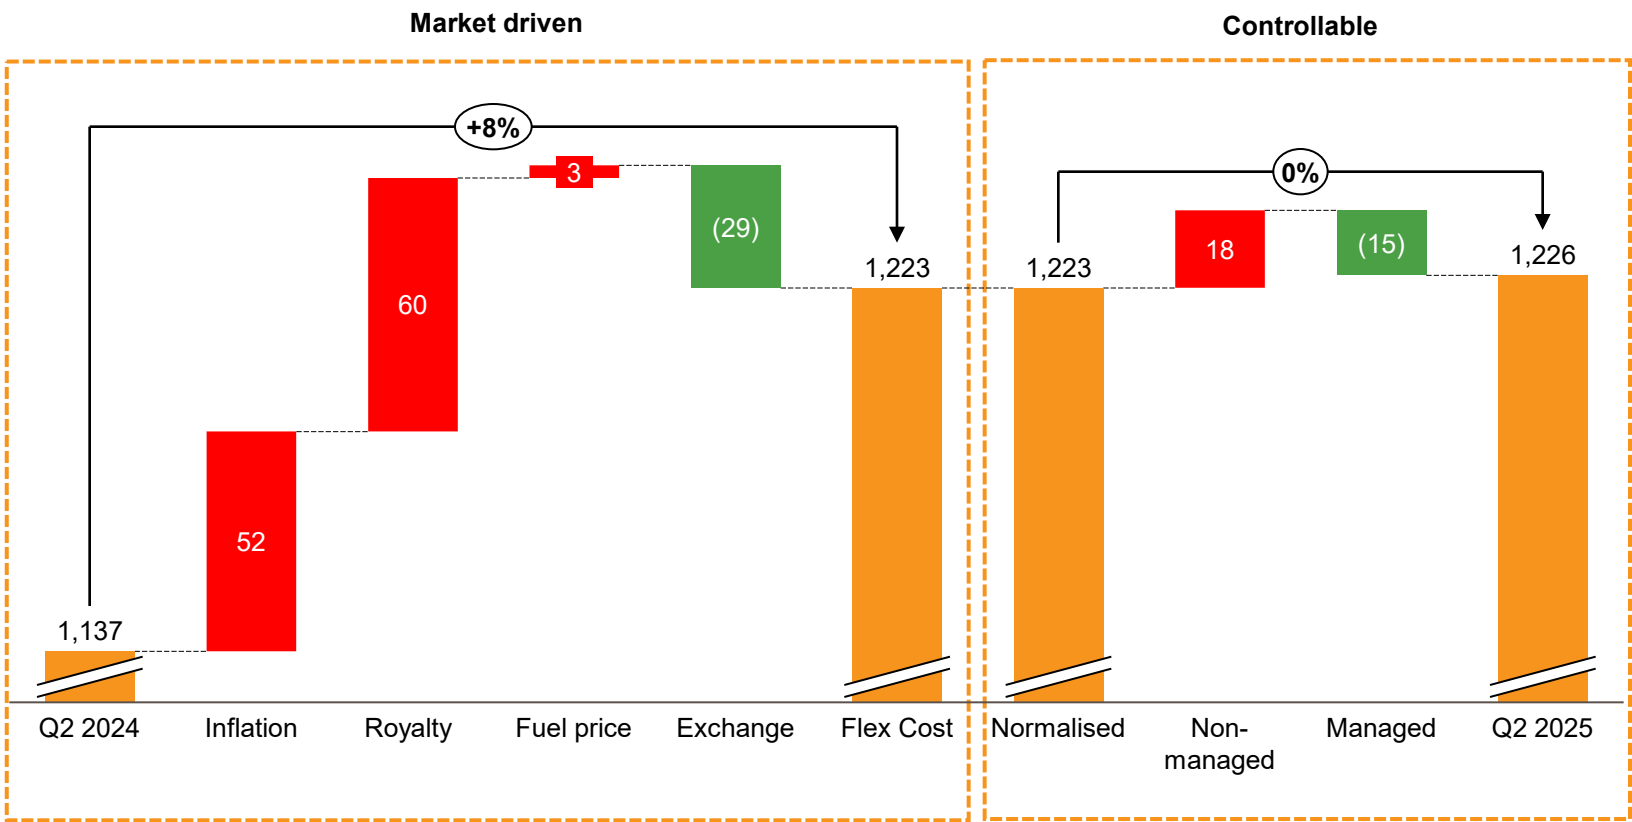 Market driven
Controllable
+8%
0%
3
(29)
1,223
1,223
18
(15)
1,226
60
52
1,137
Q2 2024
Inflation
Royalty
Fuel price
Exchange
Flex Cost
Normalised
Non-
managed
Managed
Q2 2025